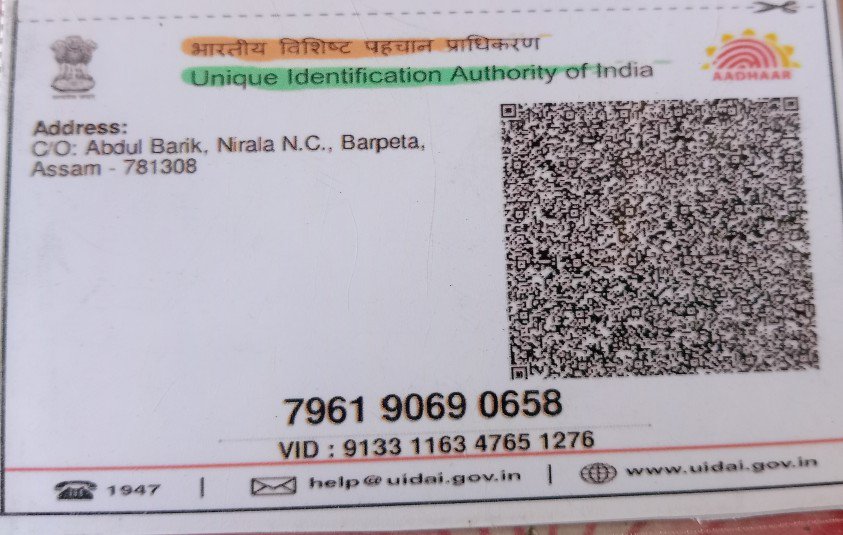 भारतीय विशिष्ट पहचान प्राधिकरण
Unique Identification Authority of India
AADHAAR
Address:
C/O: Abdul Barik, Nirala N.C., Barpeta,
Assam - 781308
7961 9069 0658
VID : 9133 1163 4765 1276
1947 | help@uidai.gov.in | www.uidai.gov.in